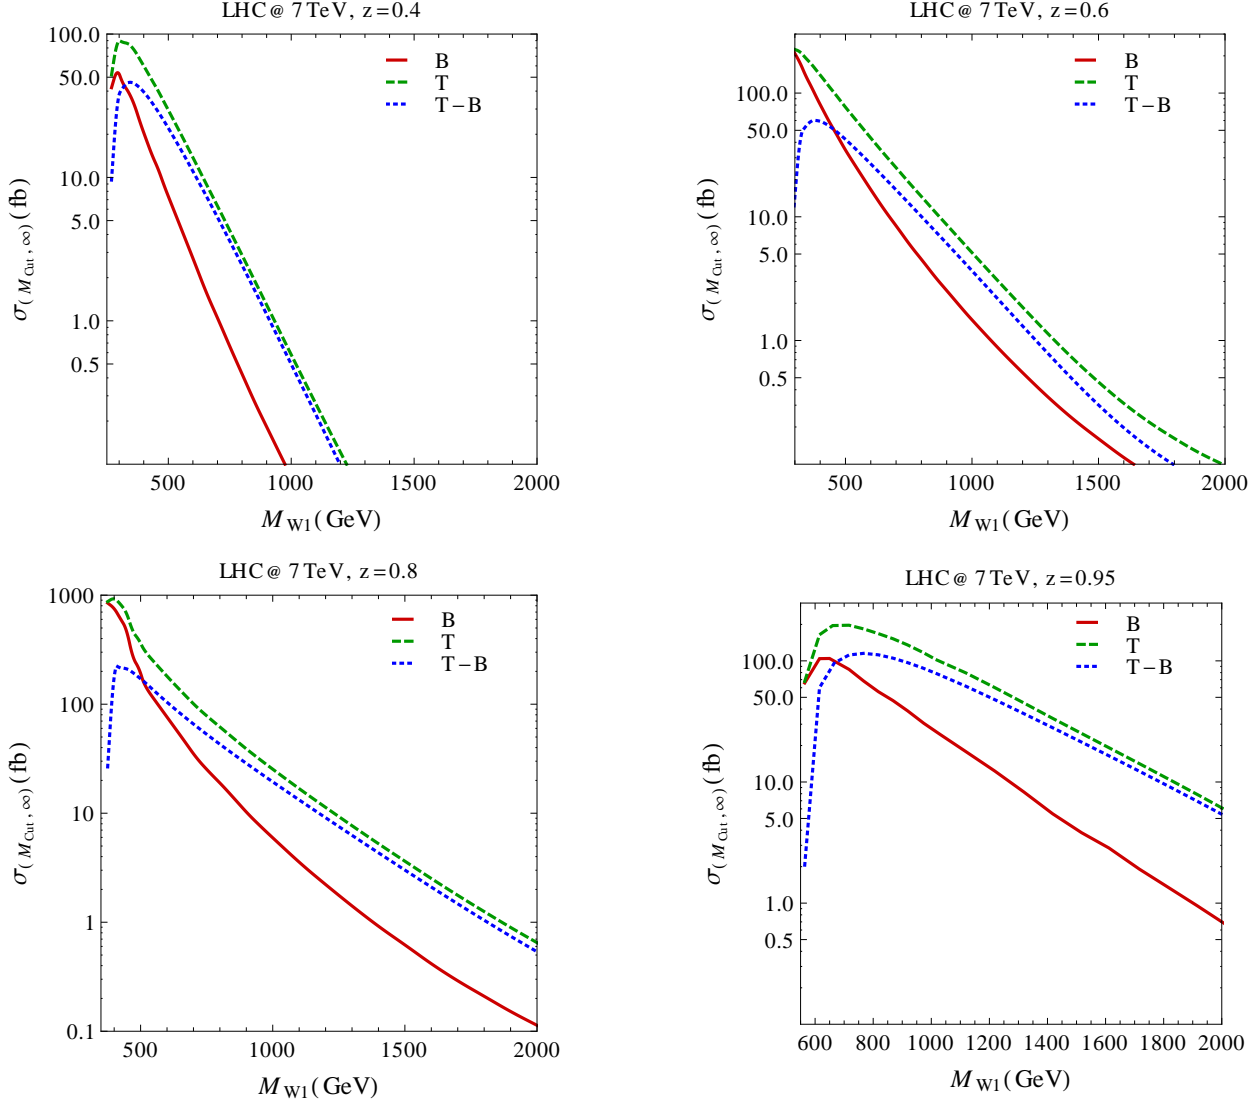 LHC@ 7 TeV, z=0.4
100.0
50.0
10.0
5.0
1.0
0.5
σ(M_Cut, ∞) (fb)
B
T
T−B
500
1000
1500
2000
M_W1 (GeV)
LHC@ 7 TeV, z=0.6
100.0
50.0
10.0
5.0
1.0
0.5
σ(M_Cut, ∞) (fb)
B
T
T−B
500
1000
1500
2000
M_W1 (GeV)
LHC@ 7 TeV, z=0.8
1000
100
10
1
0.1
σ(M_Cut, ∞) (fb)
B
T
T−B
500
1000
1500
2000
M_W1 (GeV)
LHC@ 7 TeV, z=0.95
100.0
50.0
10.0
5.0
1.0
0.5
σ(M_Cut, ∞) (fb)
B
T
T−B
600 800 1000 1200 1400 1600 1800 2000
M_W1 (GeV)